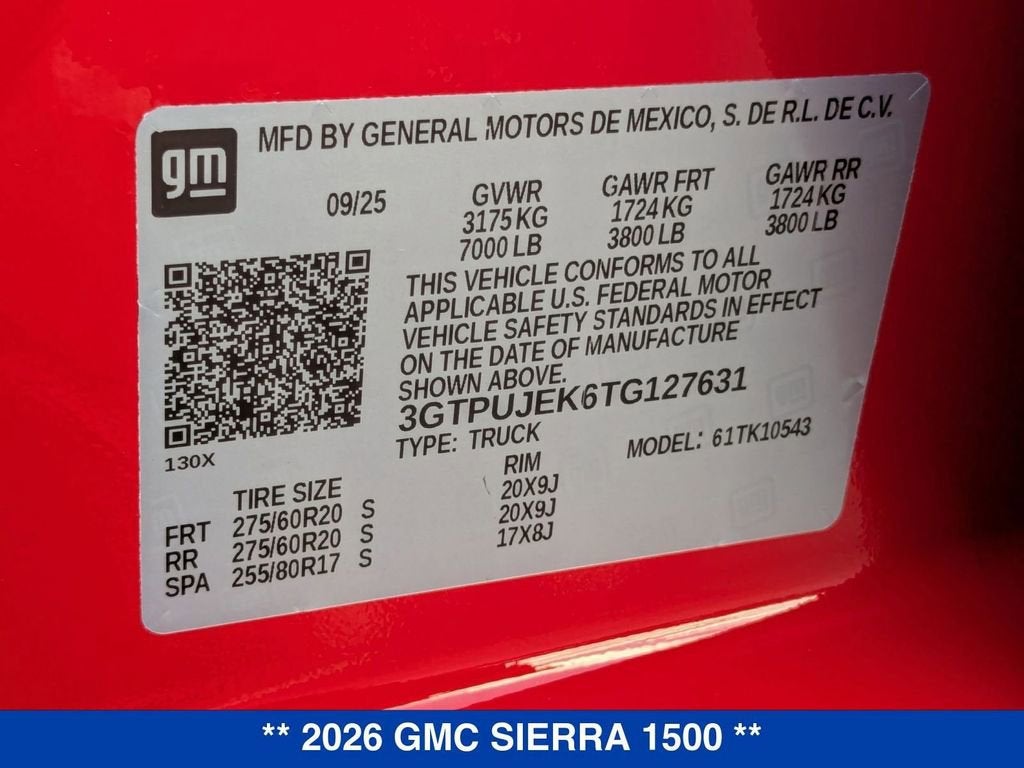 gm
MFD BY GENERAL MOTORS DE MEXICO, S. DE R.L. DE C.V.
09/25
GVWR
3175 KG
7000 LB
GAWR FRT
1724 KG
3800 LB
GAWR RR
1724 KG
3800 LB
THIS VEHICLE CONFORMS TO ALL
APPLICABLE U.S. FEDERAL MOTOR
VEHICLE SAFETY STANDARDS IN EFFECT
ON THE DATE OF MANUFACTURE
SHOWN ABOVE.
3GTPUJEK6TG127631
TYPE: TRUCK
MODEL: 61TK10543
130X
TIRE SIZE RIM
FRT 275/60R20 S 20X9J
RR 275/60R20 S 20X9J
SPA 255/80R17 S 17X8J
** 2026 GMC SIERRA 1500 **